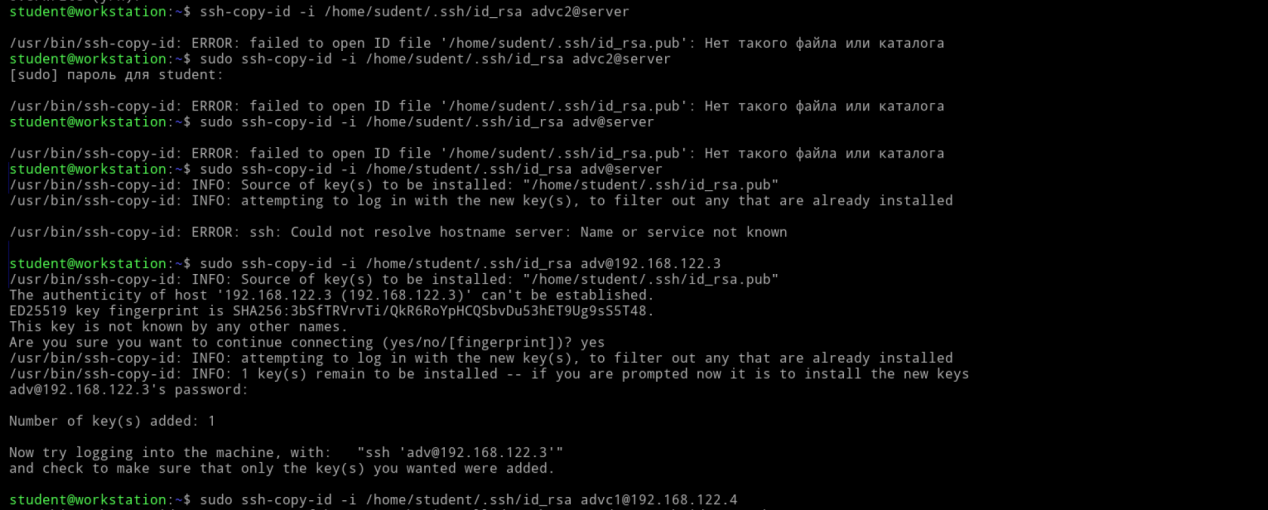 student@workstation:~$ ssh-copy-id -i /home/sudent/.ssh/id_rsa advc2@server
/usr/bin/ssh-copy-id: ERROR: failed to open ID file '/home/sudent/.ssh/id_rsa.pub': Нет такого файла или каталога
student@workstation:~$ sudo ssh-copy-id -i /home/sudent/.ssh/id_rsa advc2@server
[sudo] пароль для student:
/usr/bin/ssh-copy-id: ERROR: failed to open ID file '/home/sudent/.ssh/id_rsa.pub': Нет такого файла или каталога
student@workstation:~$ sudo ssh-copy-id -i /home/sudent/.ssh/id_rsa adv@server
/usr/bin/ssh-copy-id: ERROR: failed to open ID file '/home/sudent/.ssh/id_rsa.pub': Нет такого файла или каталога
student@workstation:~$ sudo ssh-copy-id -i /home/student/.ssh/id_rsa adv@server
/usr/bin/ssh-copy-id: INFO: Source of key(s) to be installed: "/home/student/.ssh/id_rsa.pub"
/usr/bin/ssh-copy-id: INFO: attempting to log in with the new key(s), to filter out any that are already installed
/usr/bin/ssh-copy-id: ERROR: ssh: Could not resolve hostname server: Name or service not known
student@workstation:~$ sudo ssh-copy-id -i /home/student/.ssh/id_rsa adv@192.168.122.3
/usr/bin/ssh-copy-id: INFO: Source of key(s) to be installed: "/home/student/.ssh/id_rsa.pub"
The authenticity of host '192.168.122.3 (192.168.122.3)' can't be established.
ED25519 key fingerprint is SHA256:3bSfTRVrvTi/QkR6RoYpHCQSbvDu53hET9Ug9sS5T48.
This key is not known by any other names.
Are you sure you want to continue connecting (yes/no/[fingerprint])? yes
/usr/bin/ssh-copy-id: INFO: attempting to log in with the new key(s), to filter out any that are already installed
/usr/bin/ssh-copy-id: INFO: 1 key(s) remain to be installed -- if you are prompted now it is to install the new keys
adv@192.168.122.3's password:
Number of key(s) added: 1
Now try logging into the machine, with:   "ssh 'adv@192.168.122.3'"
and check to make sure that only the key(s) you wanted were added.
student@workstation:~$ sudo ssh-copy-id -i /home/student/.ssh/id_rsa advc1@192.168.122.4